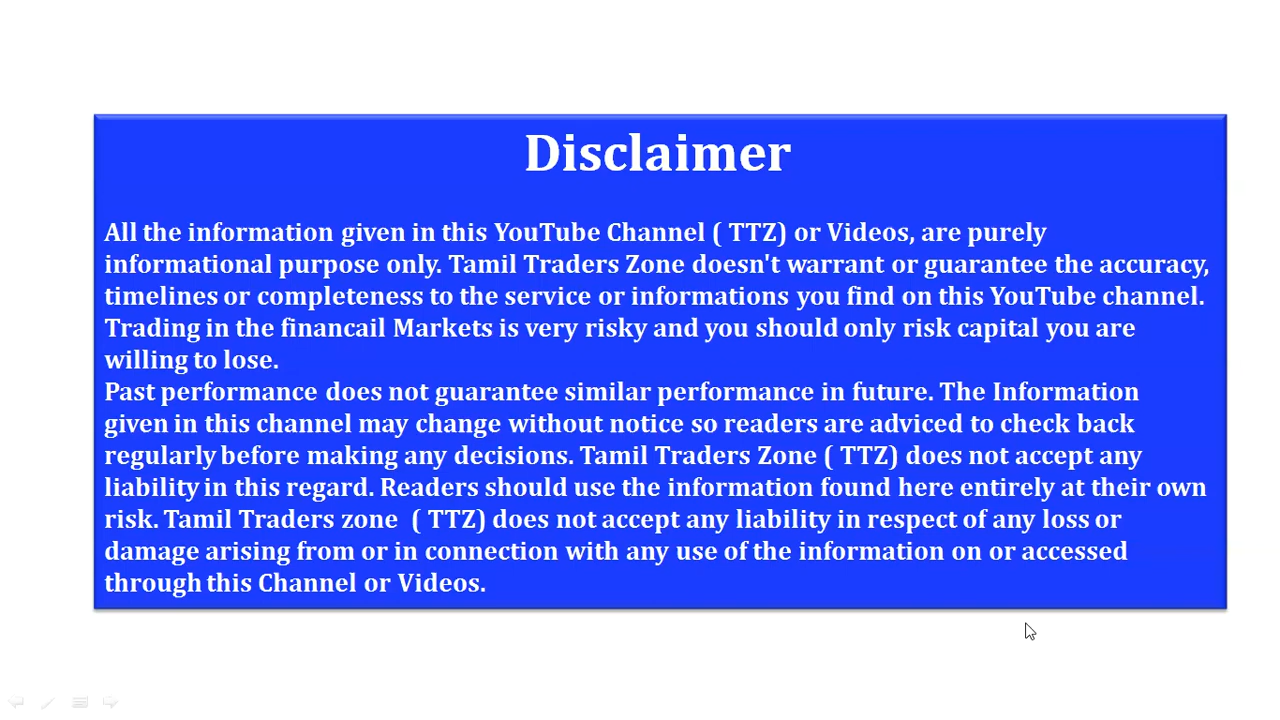 Disclaimer
All the information given in this YouTube Channel ( TTZ) or Videos, are purely
informational purpose only. Tamil Traders Zone doesn't warrant or guarantee the accuracy,
timelines or completeness to the service or informations you find on this YouTube channel.
Trading in the financail Markets is very risky and you should only risk capital you are
willing to lose.
Past performance does not guarantee similar performance in future. The Information
given in this channel may change without notice so readers are adviced to check back
regularly before making any decisions. Tamil Traders Zone ( TTZ) does not accept any
liability in this regard. Readers should use the information found here entirely at their own
risk. Tamil Traders zone  ( TTZ) does not accept any liability in respect of any loss or
damage arising from or in connection with any use of the information on or accessed
through this Channel or Videos.